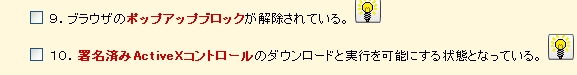 ９．ブラウザのポップアップブロックが解除されている。
１０．署名済みActiveXコントロールのダウンロードと実行を可能にする状態となっている。